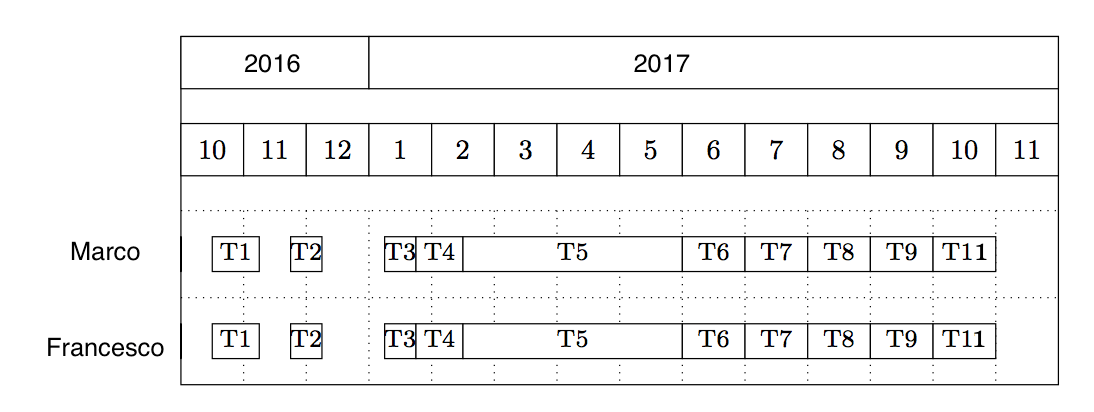 2016 2017
10 11 12 1 2 3 4 5 6 7 8 9 10 11
Marco T1 T2 T3 T4 T5 T6 T7 T8 T9 T11
Francesco T1 T2 T3 T4 T5 T6 T7 T8 T9 T11